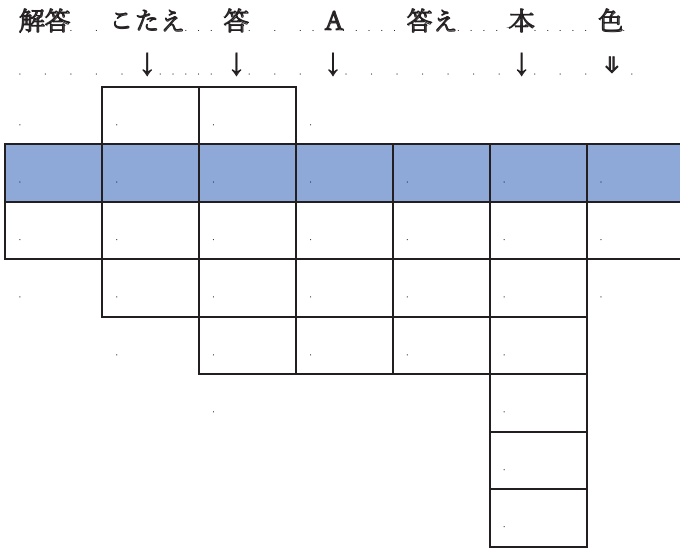 解答 こたえ 答 A 答え 本 色
↓ ↓ ↓ ↓ ⇓